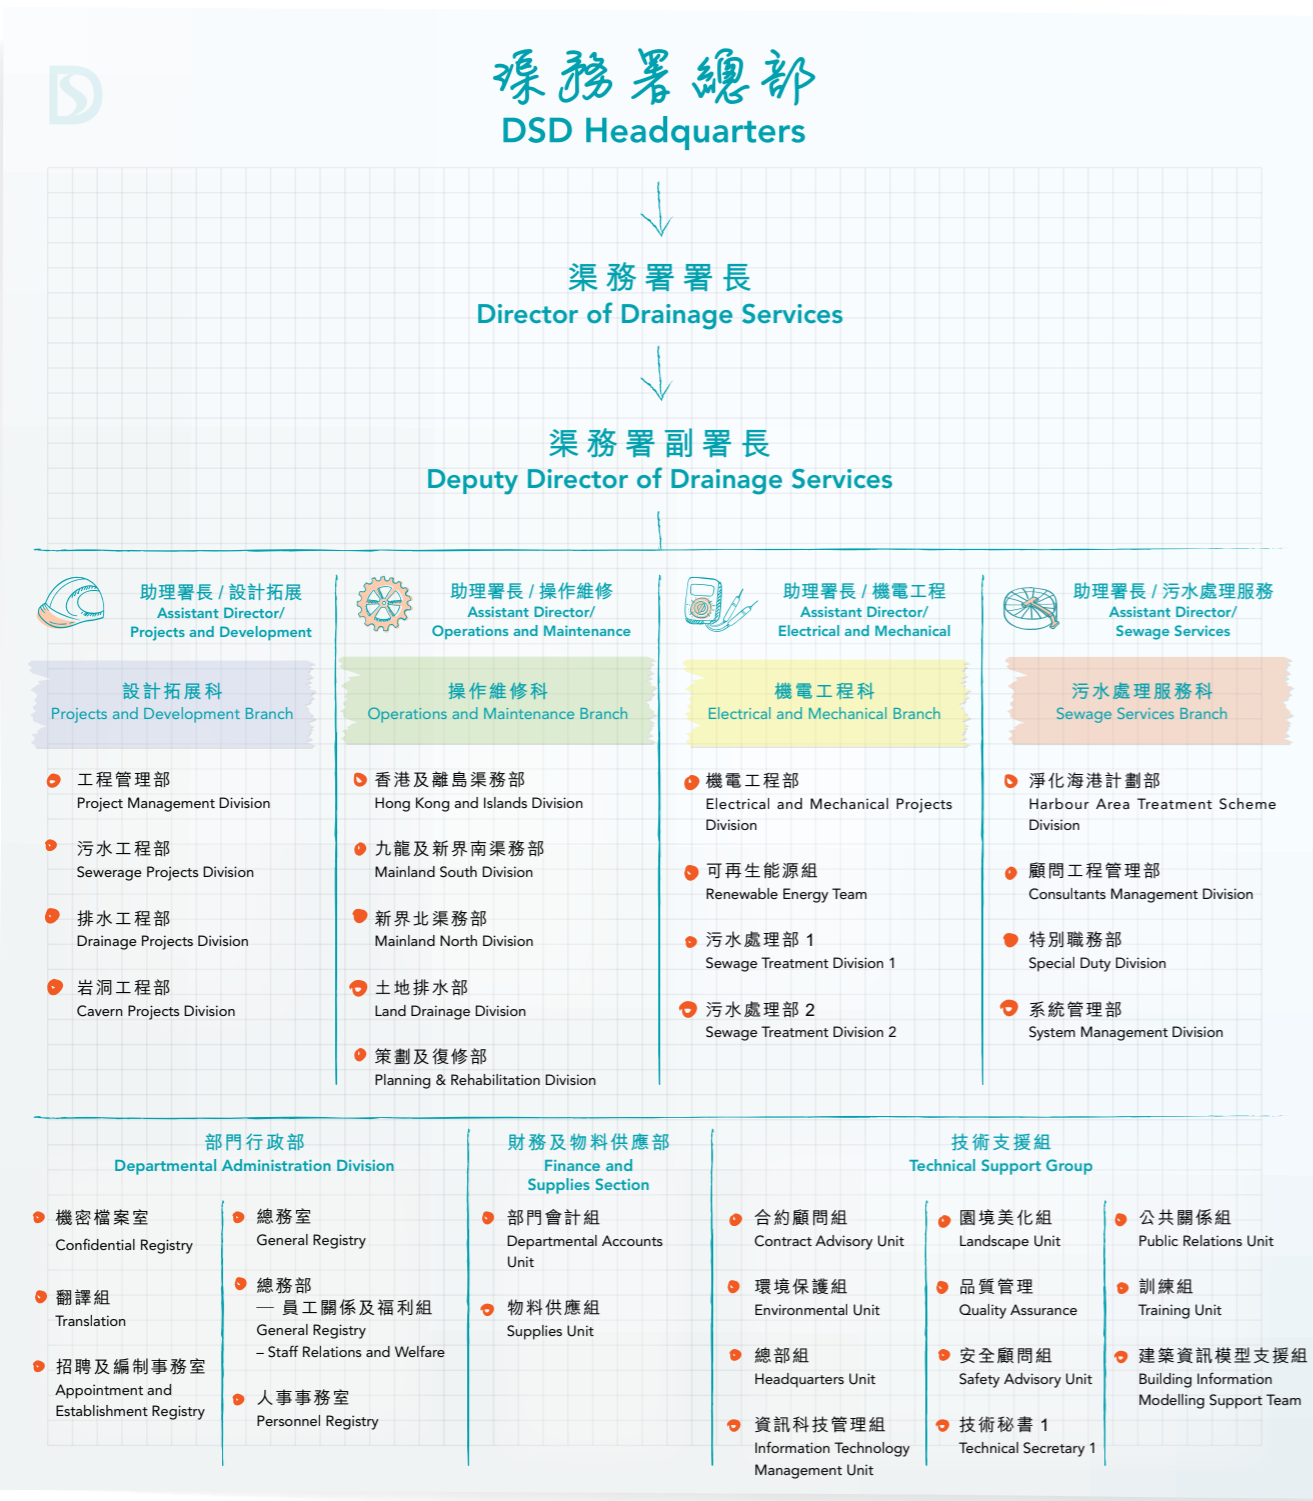 渠務署總部
DSD Headquarters
渠務署署長
Director of Drainage Services
渠務署副署長
Deputy Director of Drainage Services
助理署長 / 設計拓展
Assistant Director/
Projects and Development
設計拓展科
Projects and Development Branch
工程管理部
Project Management Division
污水工程部
Sewerage Projects Division
排水工程部
Drainage Projects Division
岩洞工程部
Cavern Projects Division
助理署長 / 操作維修
Assistant Director/
Operations and Maintenance
操作維修科
Operations and Maintenance Branch
香港及離島渠務部
Hong Kong and Islands Division
九龍及新界南渠務部
Mainland South Division
新界北渠務部
Mainland North Division
土地排水部
Land Drainage Division
策劃及復修部
Planning & Rehabilitation Division
助理署長 / 機電工程
Assistant Director/
Electrical and Mechanical
機電工程科
Electrical and Mechanical Branch
機電工程部
Electrical and Mechanical Projects
Division
可再生能源組
Renewable Energy Team
污水處理部 1
Sewage Treatment Division 1
污水處理部 2
Sewage Treatment Division 2
助理署長 / 污水處理服務
Assistant Director/
Sewage Services
污水處理服務科
Sewage Services Branch
淨化海港計劃部
Harbour Area Treatment Scheme
Division
顧問工程管理部
Consultants Management Division
特別職務部
Special Duty Division
系統管理部
System Management Division
部門行政部
Departmental Administration Division
機密檔案室
Confidential Registry
翻譯組
Translation
招聘及編制事務室
Appointment and
Establishment Registry
總務室
General Registry
總務部
— 員工關係及福利組
General Registry
– Staff Relations and Welfare
人事事務室
Personnel Registry
財務及物料供應部
Finance and
Supplies Section
部門會計組
Departmental Accounts
Unit
物料供應組
Supplies Unit
技術支援組
Technical Support Group
合約顧問組
Contract Advisory Unit
環境保護組
Environmental Unit
總部組
Headquarters Unit
資訊科技管理組
Information Technology
Management Unit
園境美化組
Landscape Unit
品質管理
Quality Assurance
安全顧問組
Safety Advisory Unit
技術秘書 1
Technical Secretary 1
公共關係組
Public Relations Unit
訓練組
Training Unit
建築資訊模型支援組
Building Information
Modelling Support Team